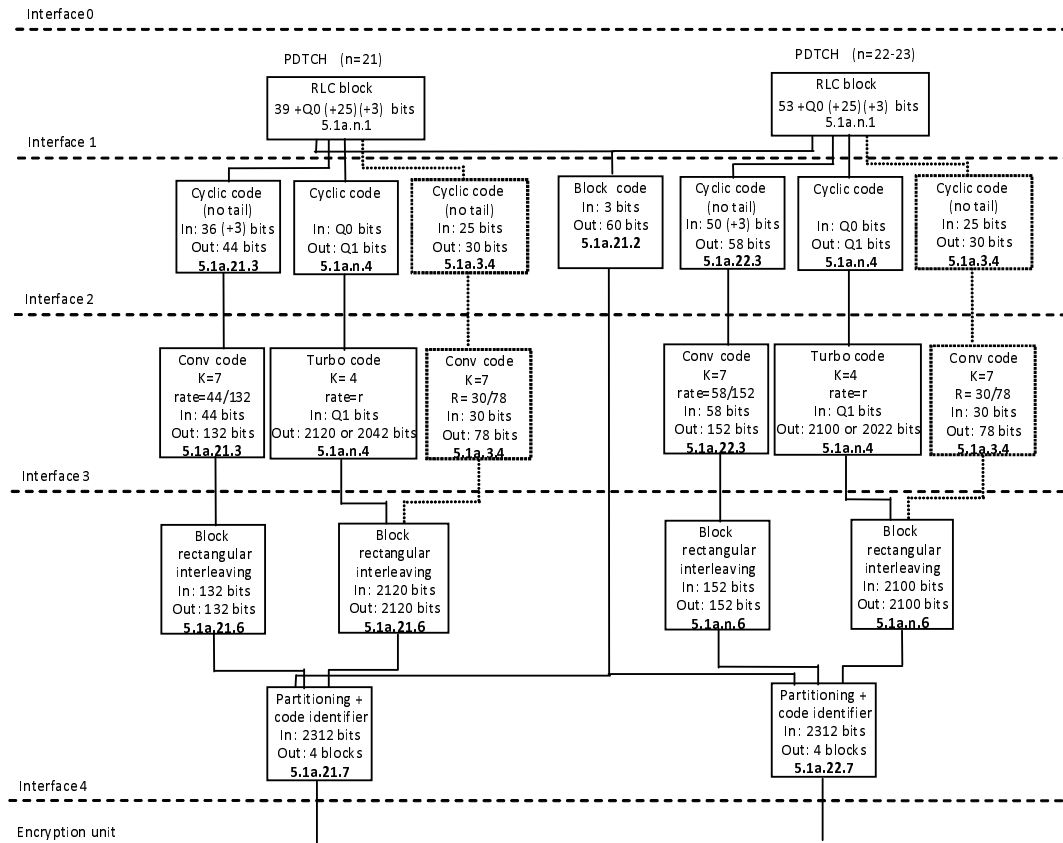 Interface 0
PDTCH (n=21)
RLC block
39 +Q0 (+25)(+3) bits
5.1a.n.1
PDTCH (n=22-23)
RLC block
53 +Q0 (+25)(+3) bits
5.1a.n.1
Interface 1
Cyclic code
(no tail)
In: 36 (+3) bits
Out: 44 bits
5.1a.21.3
Cyclic code
In: Q0 bits
Out: Q1 bits
5.1a.n.4
Cyclic code
(no tail)
In: 25 bits
Out: 30 bits
5.1a.3.4
Block code
In: 3 bits
Out: 60 bits
5.1a.21.2
Cyclic code
(no tail)
In: 50 (+3) bits
Out: 58 bits
5.1a.22.3
Cyclic code
In: Q0 bits
Out: Q1 bits
5.1a.n.4
Cyclic code
(no tail)
In: 25 bits
Out: 30 bits
5.1a.3.4
Interface 2
Conv code
K=7
rate=44/132
In: 44 bits
Out: 132 bits
5.1a.21.3
Turbo code
K= 4
rate=r
In: Q1 bits
Out: 2120 or 2042 bits
5.1a.n.4
Conv code
K=7
R= 30/78
In: 30 bits
Out: 78 bits
5.1a.3.4
Conv code
K=7
rate=58/152
In: 58 bits
Out: 152 bits
5.1a.22.3
Turbo code
K=4
rate=r
In: Q1 bits
Out: 2100 or 2022 bits
5.1a.n.4
Conv code
K=7
R= 30/78
In: 30 bits
Out: 78 bits
5.1a.3.4
Interface 3
Block
rectangular
interleaving
In: 132 bits
Out: 132 bits
5.1a.21.6
Block
rectangular
interleaving
In: 2120 bits
Out: 2120 bits
5.1a.21.6
Block
rectangular
interleaving
In: 152 bits
Out: 152 bits
5.1a.n.6
Block
rectangular
interleaving
In: 2100 bits
Out: 2100 bits
5.1a.n.6
Partitioning +
code identifier
In: 2312 bits
Out: 4 blocks
5.1a.21.7
Partitioning +
code identifier
In: 2312 bits
Out: 4 blocks
5.1a.22.7
Interface 4
Encryption unit